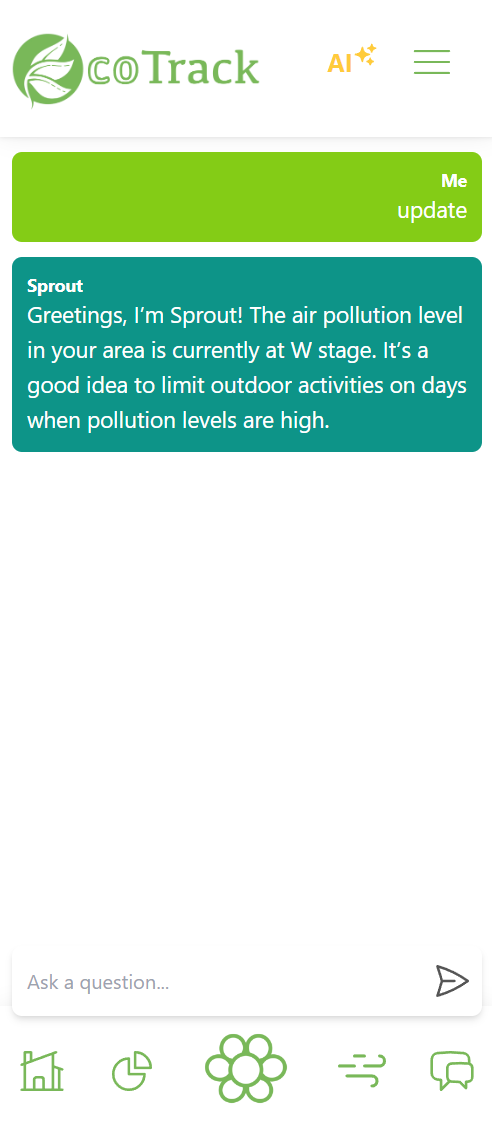 coTrack
AI
Me
update
Sprout
Greetings, I’m Sprout! The air pollution level
in your area is currently at W stage. It’s a
good idea to limit outdoor activities on days
when pollution levels are high.
Ask a question...